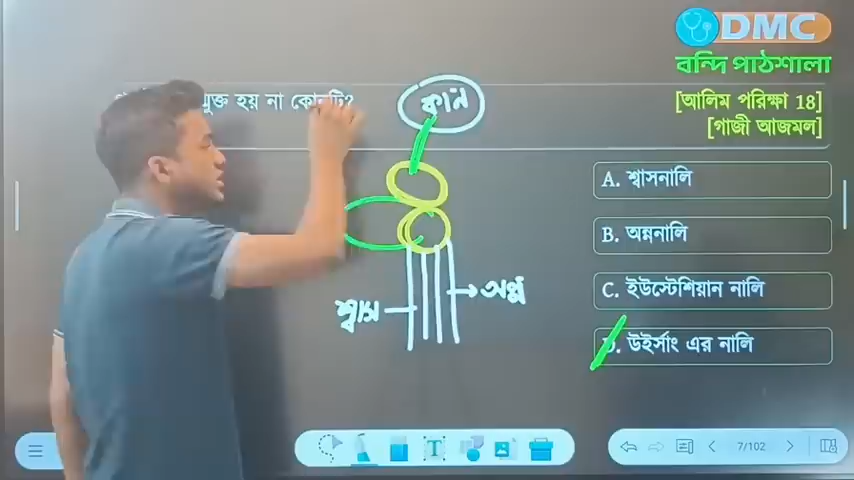 DMC
বন্দি পাঠশালা
[আলিম পরিক্ষা 18]
[গাজী আজমল]
হয় না কোনটি?
কান
A. শ্বাসনালি
B. অন্ননালি
C. ইউস্টেশিয়ান নালি
D. উইর্সাং এর নালি
শ্বাস
অন্ন
T
7/102